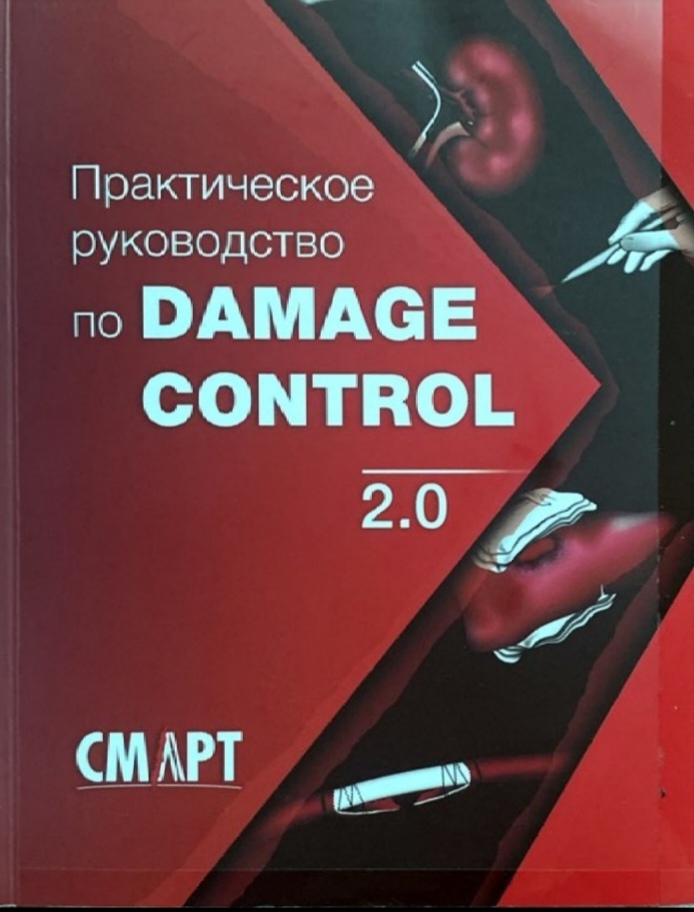 Практическое
руководство
по DAMAGE
CONTROL
2.0
СМАРТ